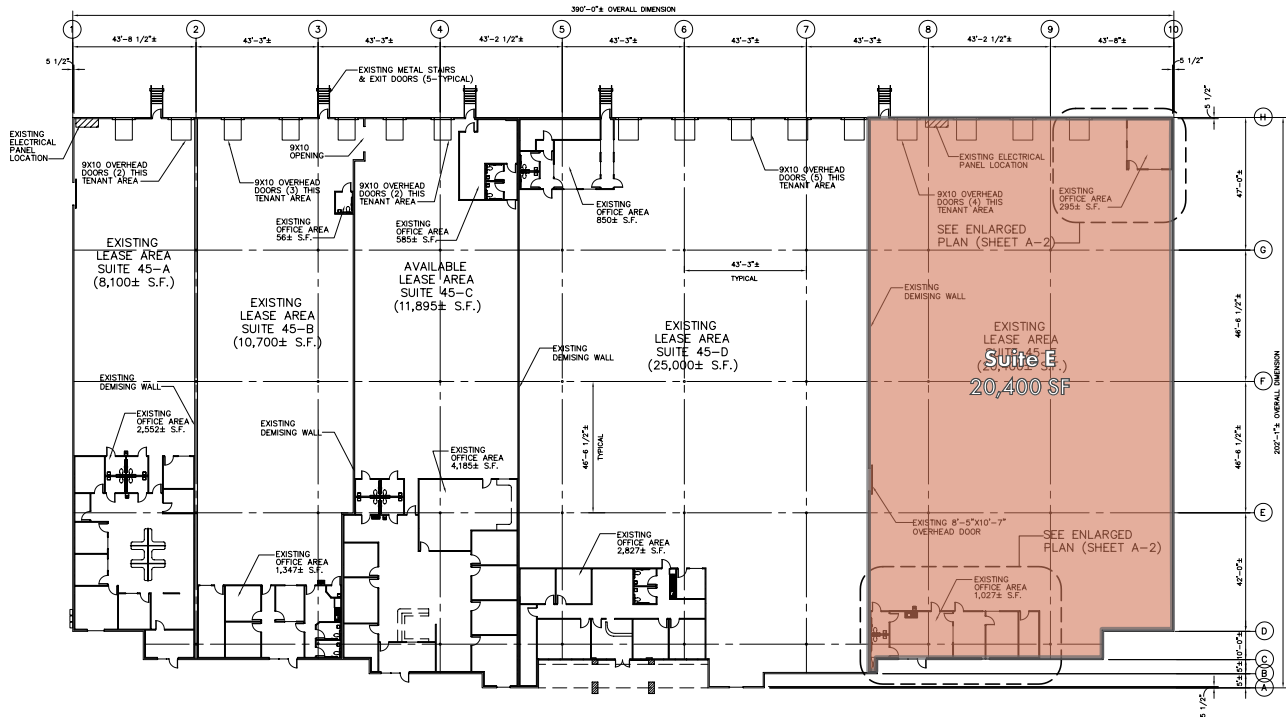 390'-0"± OVERALL DIMENSION
1
2
3
4
5
6
7
8
9
10
43'-8 1/2"±
43'-3"±
43'-3"±
43'-2 1/2"±
43'-3"±
43'-3"±
43'-3"±
43'-2 1/2"±
43'-8"±
5 1/2"
5 1/2"
EXISTING METAL STAIRS
& EXIT DOORS (5-TYPICAL)
5 1/2"
H
EXISTING
ELECTRICAL
PANEL
LOCATION
9X10 OVERHEAD
DOORS (2) THIS
TENANT AREA
9X10 OVERHEAD
DOORS (3) THIS
TENANT AREA
9X10
OPENING
9X10 OVERHEAD
DOORS (2) THIS
TENANT AREA
EXISTING
OFFICE AREA
56± S.F.
EXISTING
OFFICE AREA
585± S.F.
EXISTING
OFFICE AREA
850± S.F.
9X10 OVERHEAD
DOORS (5) THIS
TENANT AREA
EXISTING ELECTRICAL
PANEL LOCATION
9X10 OVERHEAD
DOORS (4) THIS
TENANT AREA
EXISTING
OFFICE AREA
295± S.F.
SEE ENLARGED
PLAN (SHEET A-2)
47'-0"±
G
EXISTING
LEASE AREA
SUITE 45-A
(8,100± S.F.)
EXISTING
LEASE AREA
SUITE 45-B
(10,700± S.F.)
AVAILABLE
LEASE AREA
SUITE 45-C
(11,895± S.F.)
43'-3"±
TYPICAL
EXISTING
LEASE AREA
SUITE 45-D
(25,000± S.F.)
EXISTING
DEMISING WALL
EXISTING
LEASE AREA
Suite E
20,400 SF
46'-6 1/2"±
EXISTING
DEMISING WALL
F
202'-1"± OVERALL DIMENSION
EXISTING
DEMISING WALL
EXISTING
OFFICE AREA
2,552± S.F.
EXISTING
DEMISING WALL
EXISTING
OFFICE AREA
4,185± S.F.
46'-6 1/2"±
TYPICAL
46'-6 1/2"±
E
EXISTING 8'-5"X10'-7"
OVERHEAD DOOR
SEE ENLARGED
PLAN (SHEET A-2)
EXISTING
OFFICE AREA
1,347± S.F.
EXISTING
OFFICE AREA
2,827± S.F.
EXISTING
OFFICE AREA
1,027± S.F.
42'-0"±
D
10'-0"±
C
5'±
B
5'±
A
5 1/2"